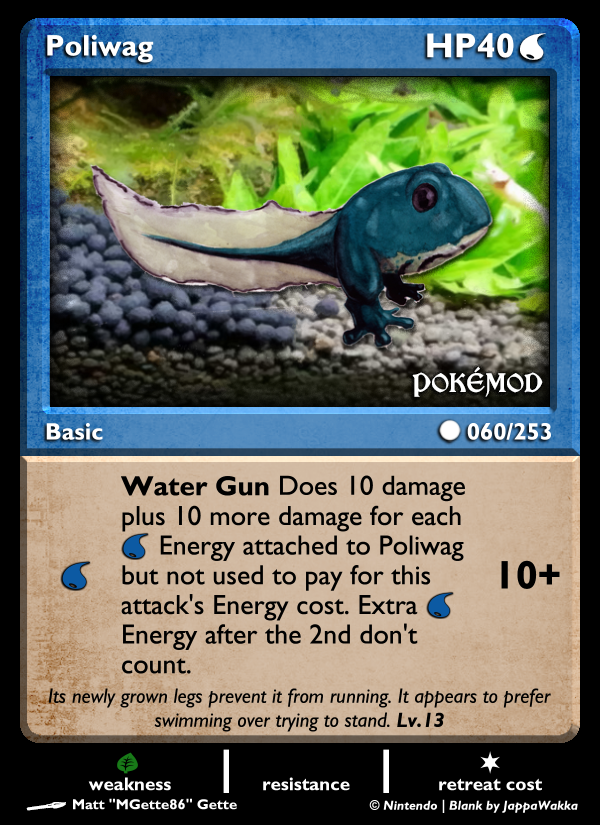 Poliwag HP40
POKÉMOD
Basic 060/253
Water Gun Does 10 damage
plus 10 more damage for each
Energy attached to Poliwag
but not used to pay for this
attack's Energy cost. Extra
Energy after the 2nd don't
count.
10+
Its newly grown legs prevent it from running. It appears to prefer
swimming over trying to stand. Lv.13
weakness resistance retreat cost
Matt "MGette86" Gette © Nintendo | Blank by JappaWakka